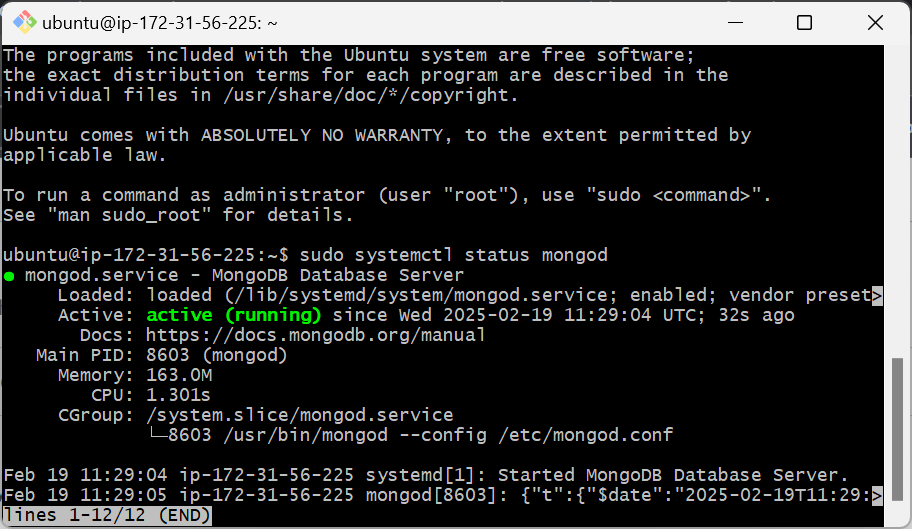 ubuntu@ip-172-31-56-225: ~
The programs included with the Ubuntu system are free software;
the exact distribution terms for each program are described in the
individual files in /usr/share/doc/*/copyright.
Ubuntu comes with ABSOLUTELY NO WARRANTY, to the extent permitted by
applicable law.
To run a command as administrator (user "root"), use "sudo <command>".
See "man sudo_root" for details.
ubuntu@ip-172-31-56-225:~$ sudo systemctl status mongod
● mongod.service - MongoDB Database Server
Loaded: loaded (/lib/systemd/system/mongod.service; enabled; vendor preset>
Active: active (running) since Wed 2025-02-19 11:29:04 UTC; 32s ago
Docs: https://docs.mongodb.org/manual
Main PID: 8603 (mongod)
Memory: 163.0M
CPU: 1.301s
CGroup: /system.slice/mongod.service
└─8603 /usr/bin/mongod --config /etc/mongod.conf
Feb 19 11:29:04 ip-172-31-56-225 systemd[1]: Started MongoDB Database Server.
Feb 19 11:29:05 ip-172-31-56-225 mongod[8603]: {"t":{"$date":"2025-02-19T11:29:>
lines 1-12/12 (END)